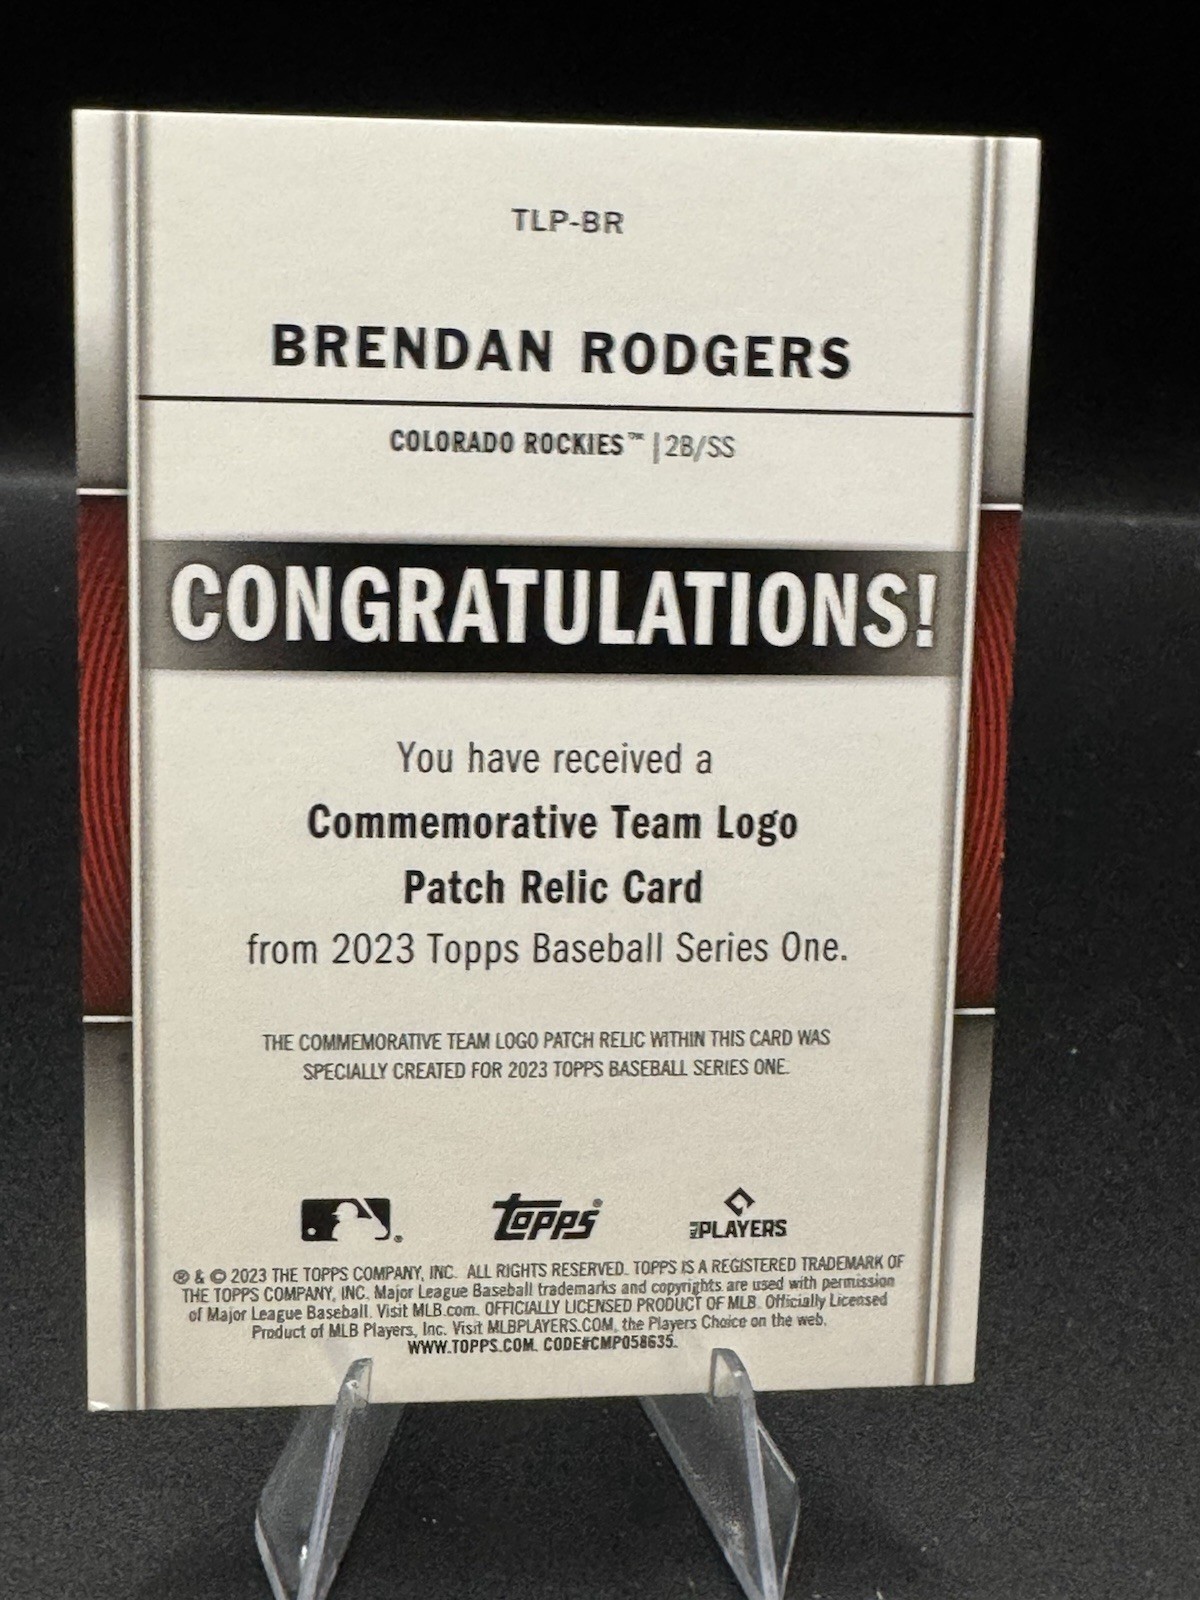 TLP-BR
BRENDAN RODGERS
COLORADO ROCKIES™ | 2B/SS
CONGRATULATIONS!
You have received a
Commemorative Team Logo
Patch Relic Card
from 2023 Topps Baseball Series One.
THE COMMEMORATIVE TEAM LOGO PATCH RELIC WITHIN THIS CARD WAS
SPECIALLY CREATED FOR 2023 TOPPS BASEBALL SERIES ONE.
® topps® PLAYERS
® & © 2023 THE TOPPS COMPANY, INC. ALL RIGHTS RESERVED. TOPPS IS A REGISTERED TRADEMARK OF
THE TOPPS COMPANY, INC. Major League Baseball trademarks and copyrights are used with permission
of Major League Baseball. Visit MLB.com. OFFICIALLY LICENSED PRODUCT OF MLB Officially Licensed
Product of MLB Players, Inc. Visit MLBPLAYERS.COM, the Players Choice on the web.
WWW.TOPPS.COM. CODE#CMP058635.